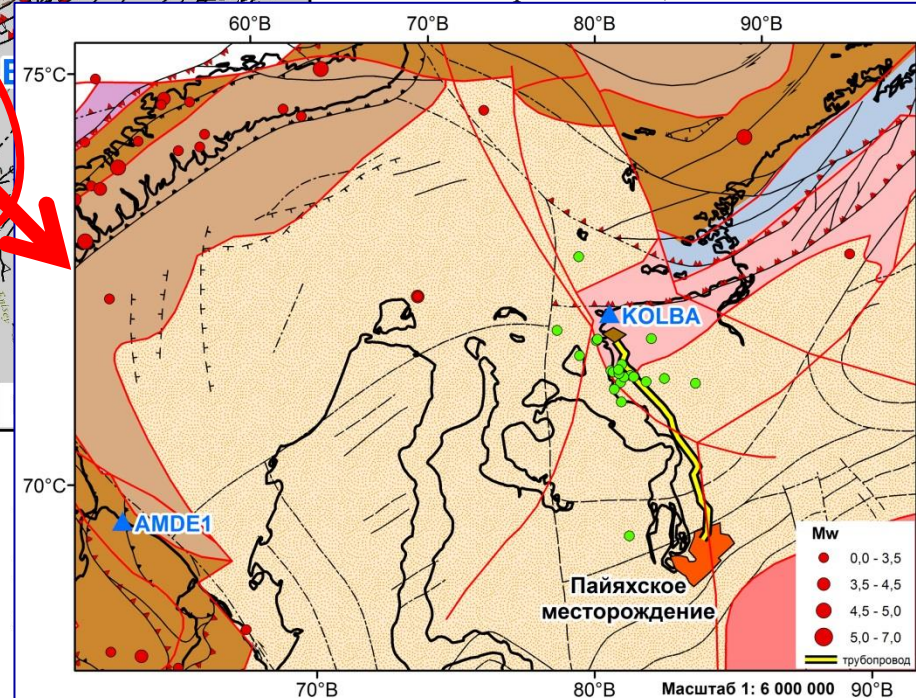 60°В 70°В 80°В 90°В
75°С
KOLBA
70°С
AMDE1
Пайяхское
месторождение
Mw
0,0 - 3,5
3,5 - 4,5
4,5 - 5,0
5,0 - 7,0
трубопровод
Масштаб 1: 6 000 000
70°В 80°В 90°В